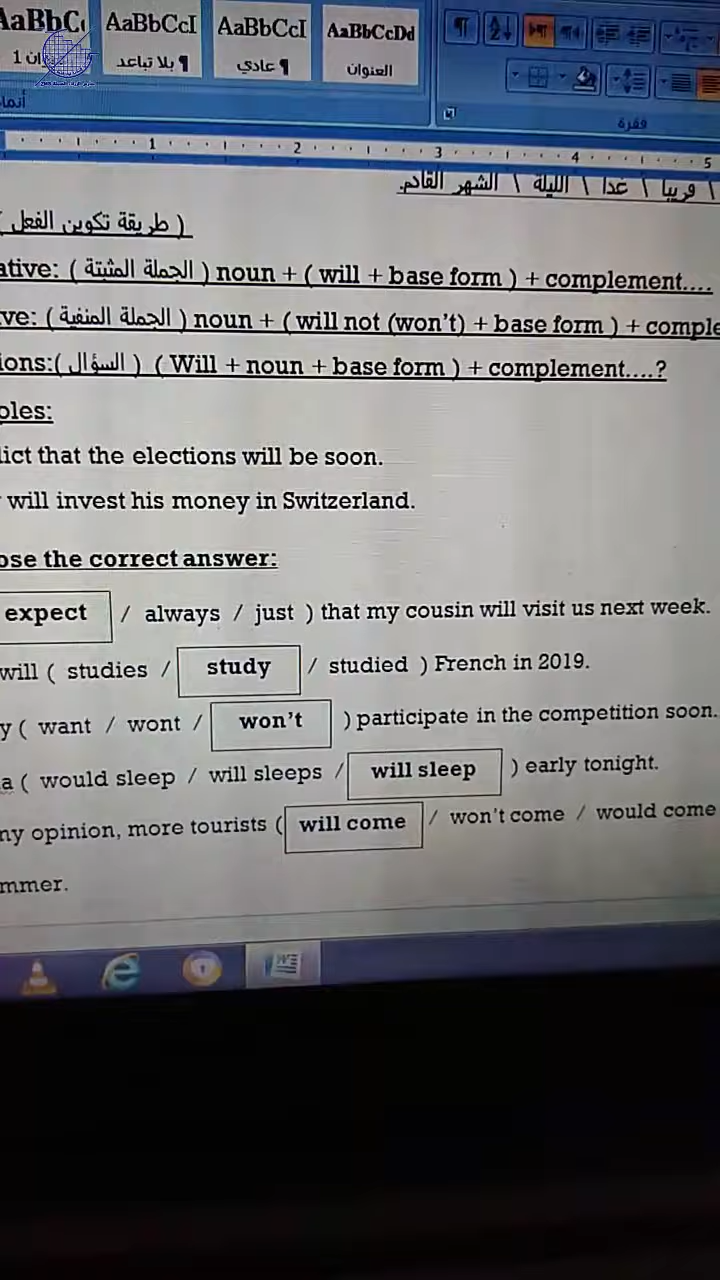 AaBbC AaBbCcI AaBbCcI AaBbCcDd
1 ¶ بلا تباعد ¶ عادي العنوان
فقرة
1 2 3 4 5
\ قريبا \ غدا \ الليلة \ الشهر القادم
( طريقة تكوين الفعل )
ative: ( الجملة المثبتة ) noun + ( will + base form ) + complement....
ve: ( الجملة المنفية ) noun + ( will not (won't) + base form ) + comple
ions:( السؤال ) ( Will + noun + base form ) + complement....?
ples:
lict that the elections will be soon.
will invest his money in Switzerland.
ose the correct answer:
expect / always / just ) that my cousin will visit us next week.
will ( studies / study / studied ) French in 2019.
y ( want / wont / won't ) participate in the competition soon.
a ( would sleep / will sleeps / will sleep ) early tonight.
ny opinion, more tourists ( will come / won't come / would come
mmer.